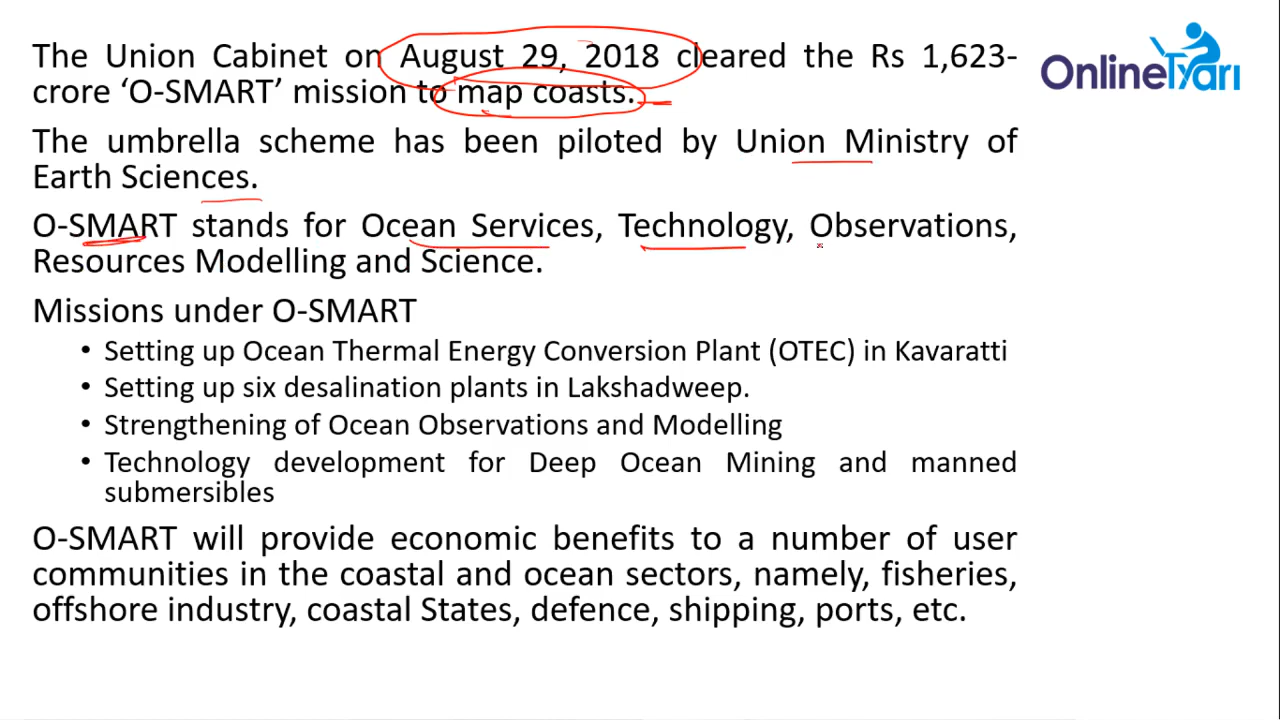 The Union Cabinet on August 29, 2018 cleared the Rs 1,623-
crore ‘O-SMART’ mission to map coasts.
The umbrella scheme has been piloted by Union Ministry of
Earth Sciences.
O-SMART stands for Ocean Services, Technology, Observations,
Resources Modelling and Science.
Missions under O-SMART
• Setting up Ocean Thermal Energy Conversion Plant (OTEC) in Kavaratti
• Setting up six desalination plants in Lakshadweep.
• Strengthening of Ocean Observations and Modelling
• Technology development for Deep Ocean Mining and manned
submersibles
O-SMART will provide economic benefits to a number of user
communities in the coastal and ocean sectors, namely, fisheries,
offshore industry, coastal States, defence, shipping, ports, etc.
OnlineTyari